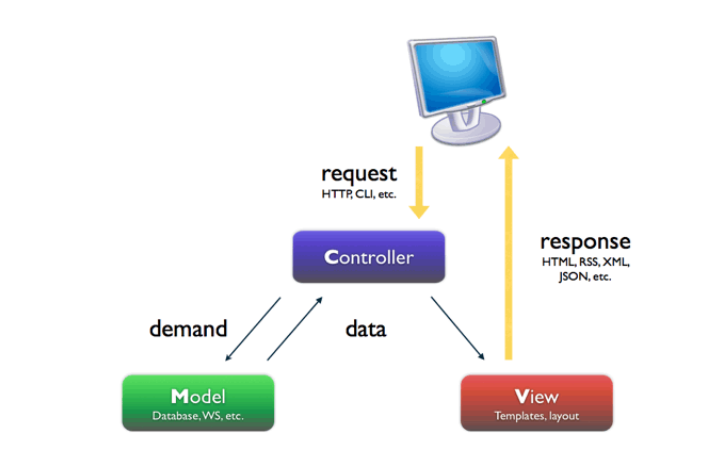 request
HTTP, CLI, etc.
Controller
response
HTML, RSS, XML,
JSON, etc.
demand
data
Model
Database, WS, etc.
View
Templates, layout